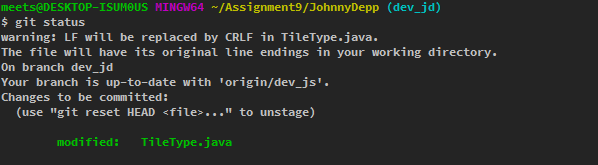 meets@DESKTOP-ISUM0US MINGW64 ~/Assignment9/JohnnyDepp (dev_jd)
$ git status
warning: LF will be replaced by CRLF in TileType.java.
The file will have its original line endings in your working directory.
On branch dev_jd
Your branch is up-to-date with 'origin/dev_js'.
Changes to be committed:
  (use "git reset HEAD <file>..." to unstage)
        modified:   TileType.java